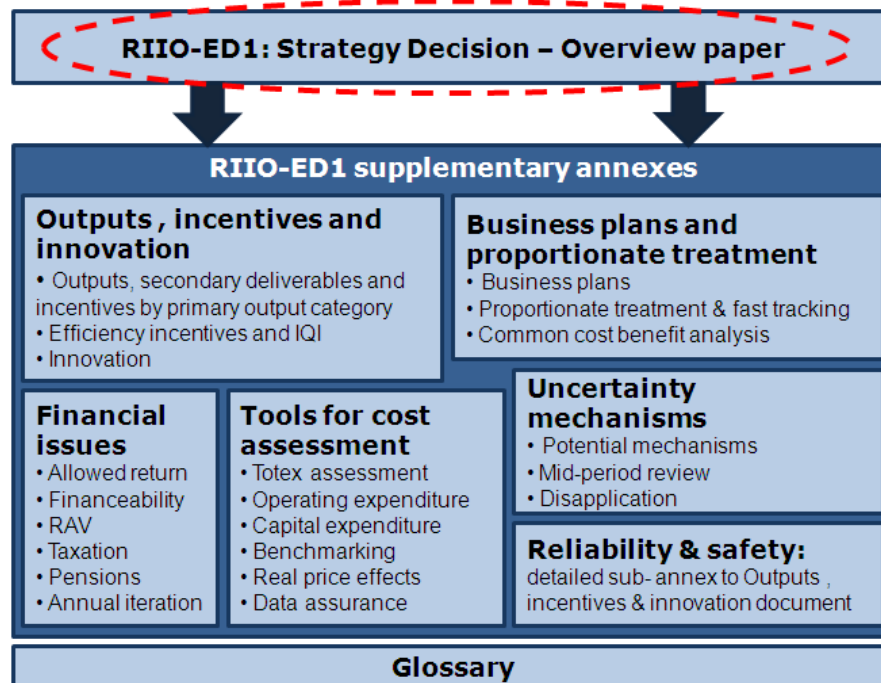 RIIO-ED1: Strategy Decision – Overview paper
RIIO-ED1 supplementary annexes
Outputs , incentives and
innovation
• Outputs, secondary deliverables and
incentives by primary output category
• Efficiency incentives and IQI
• Innovation
Business plans and
proportionate treatment
• Business plans
• Proportionate treatment & fast tracking
• Common cost benefit analysis
Financial
issues
• Allowed return
• Financeability
• RAV
• Taxation
• Pensions
• Annual iteration
Tools for cost
assessment
• Totex assessment
• Operating expenditure
• Capital expenditure
• Benchmarking
• Real price effects
• Data assurance
Uncertainty
mechanisms
• Potential mechanisms
• Mid-period review
• Disapplication
Reliability & safety:
detailed sub- annex to Outputs ,
incentives & innovation document
Glossary